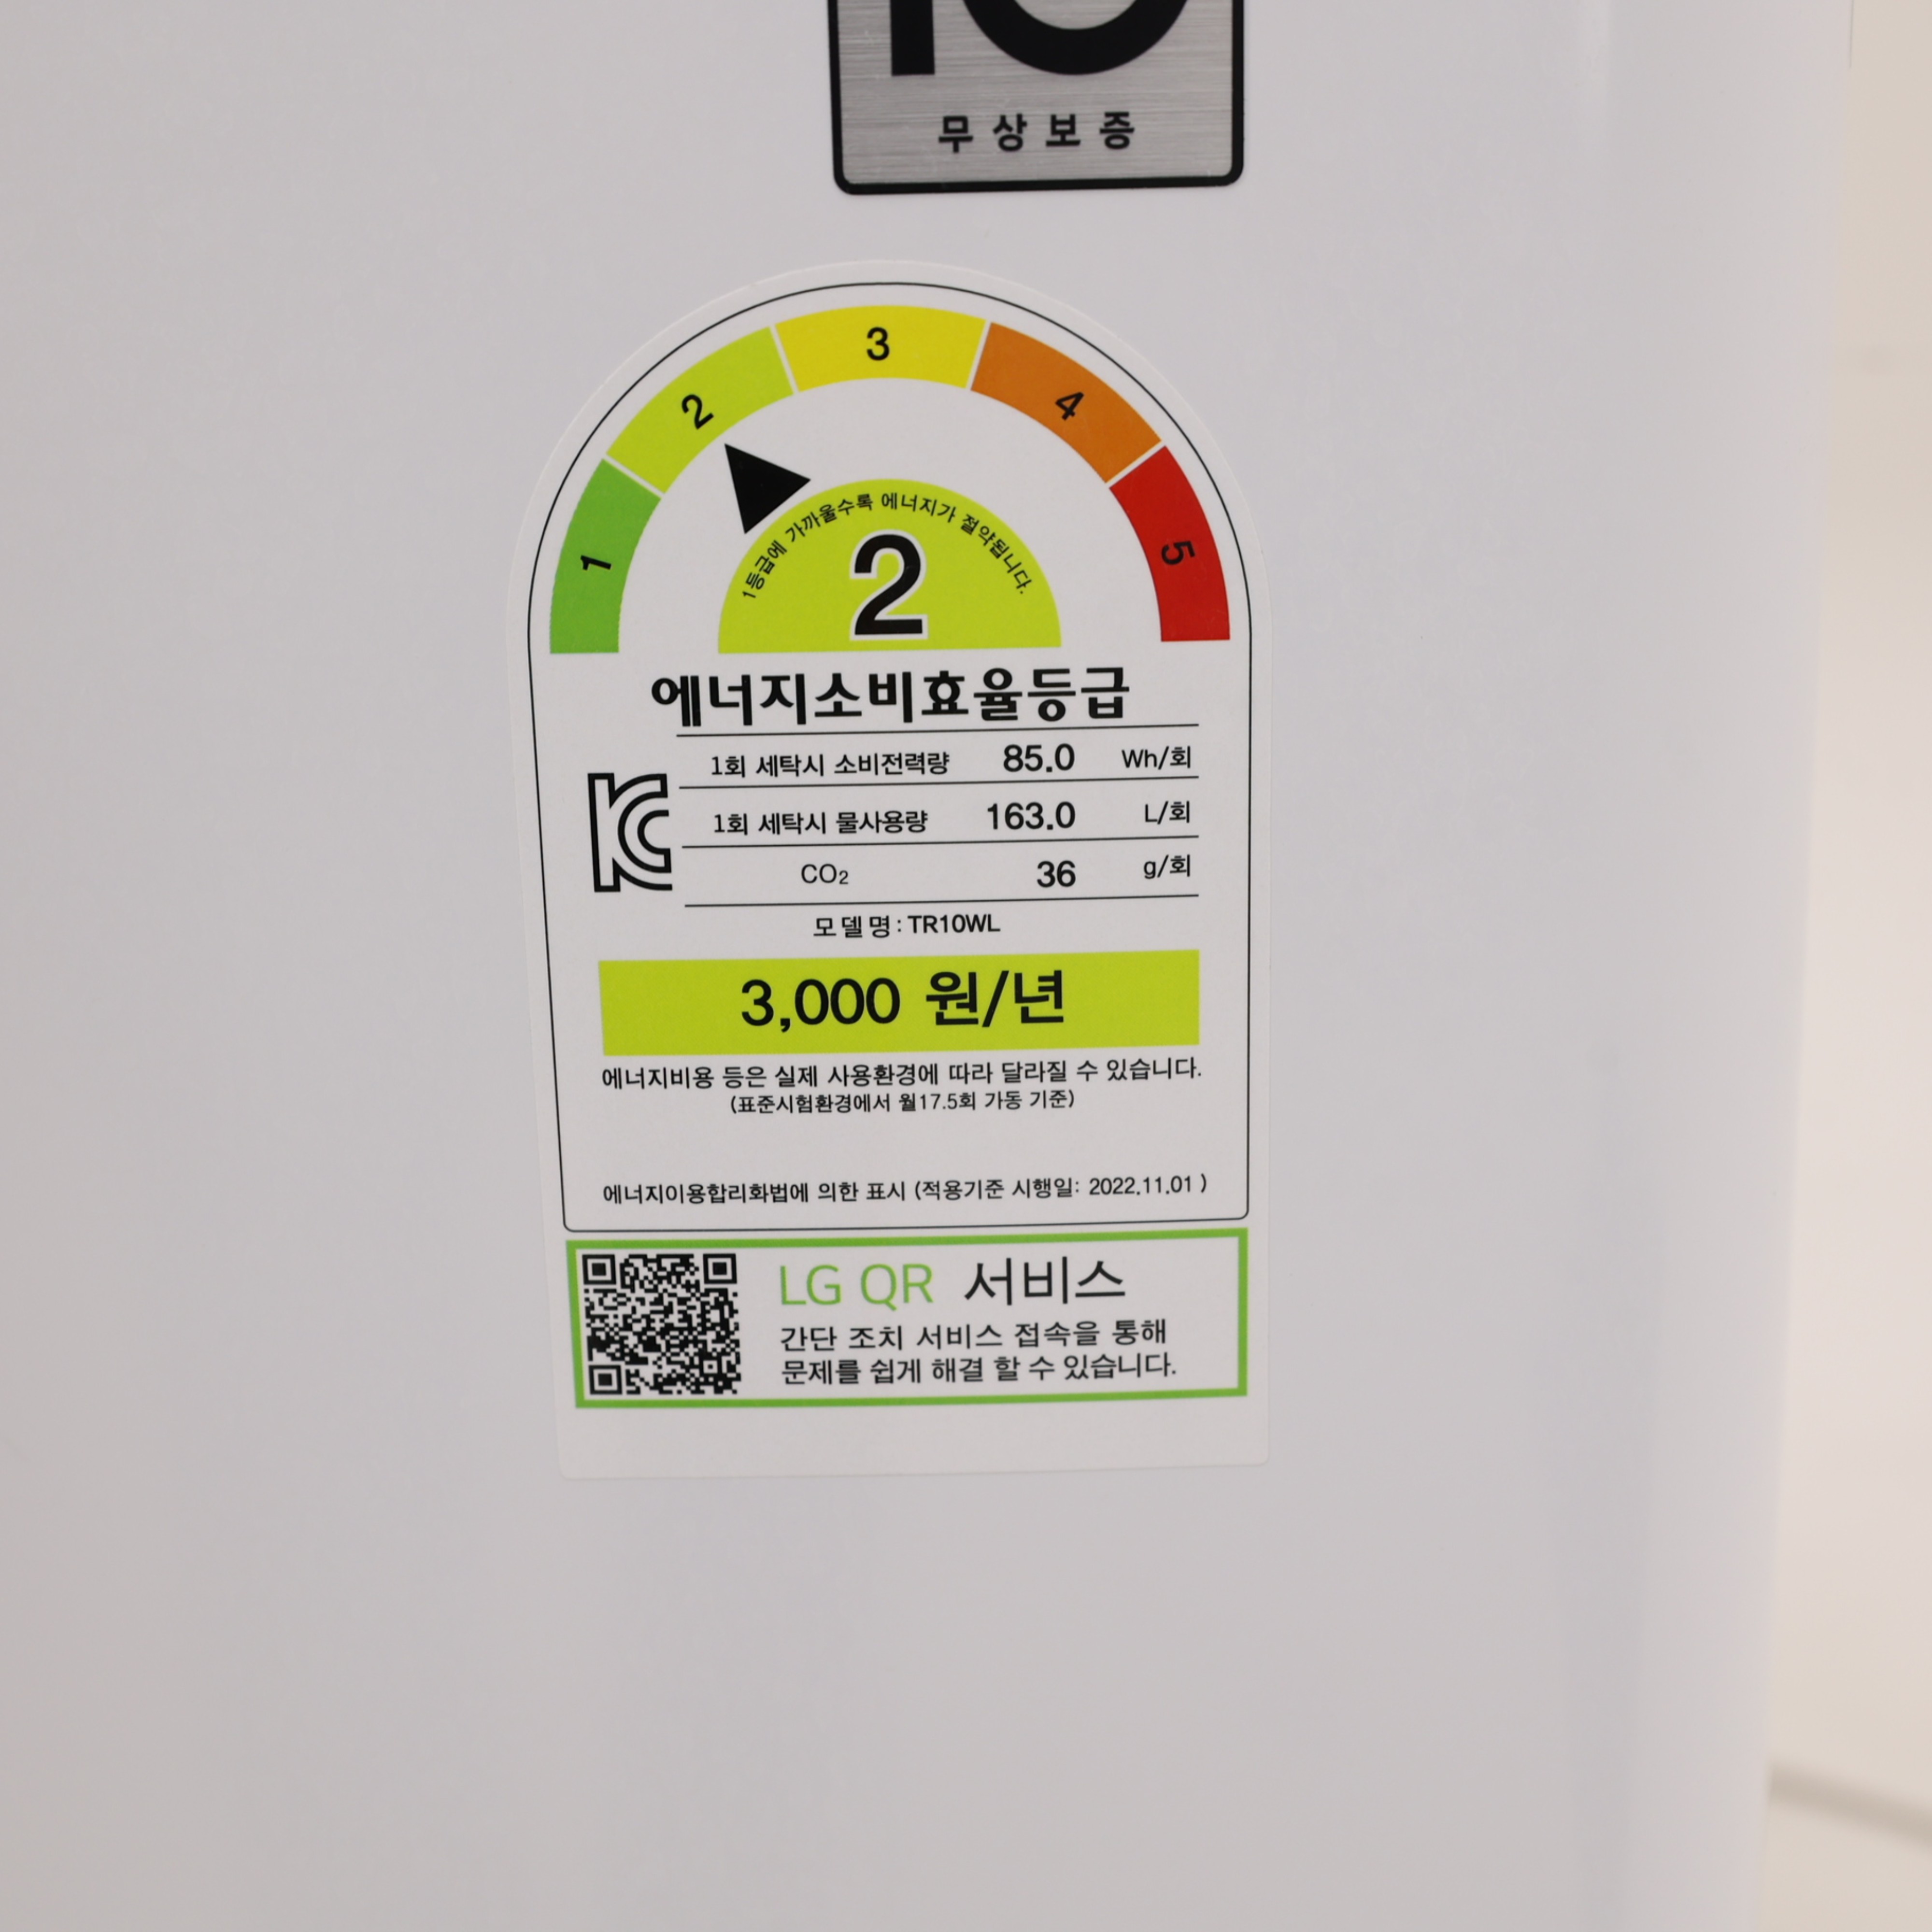 10
무상보증
1
2
3
4
5
1등급에 가까울수록 에너지가 절약됩니다.
2
에너지소비효율등급
1회 세탁시 소비전력량 85.0 Wh/회
1회 세탁시 물사용량 163.0 L/회
CO₂ 36 g/회
모델명:TR10WL
3,000 원/년
에너지비용 등은 실제 사용환경에 따라 달라질 수 있습니다.
(표준시험환경에서 월17.5회 가동 기준)
에너지이용합리화법에 의한 표시 (적용기준 시행일: 2022.11.01 )
LG QR 서비스
간단 조치 서비스 접속을 통해
문제를 쉽게 해결 할 수 있습니다.